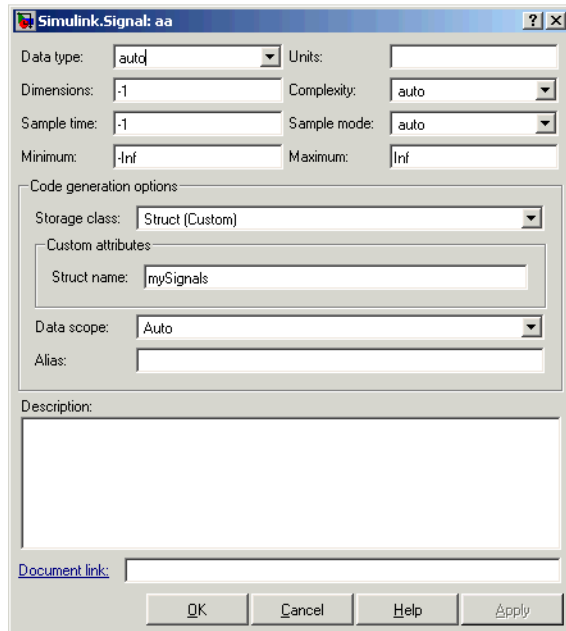 Simulink.Signal: aa
Data type: auto Units:
Dimensions: -1 Complexity: auto
Sample time: -1 Sample mode: auto
Minimum: -Inf Maximum: Inf
Code generation options
Storage class: Struct (Custom)
Custom attributes
Struct name: mySignals
Data scope: Auto
Alias:
Description:
Document link:
OK Cancel Help Apply